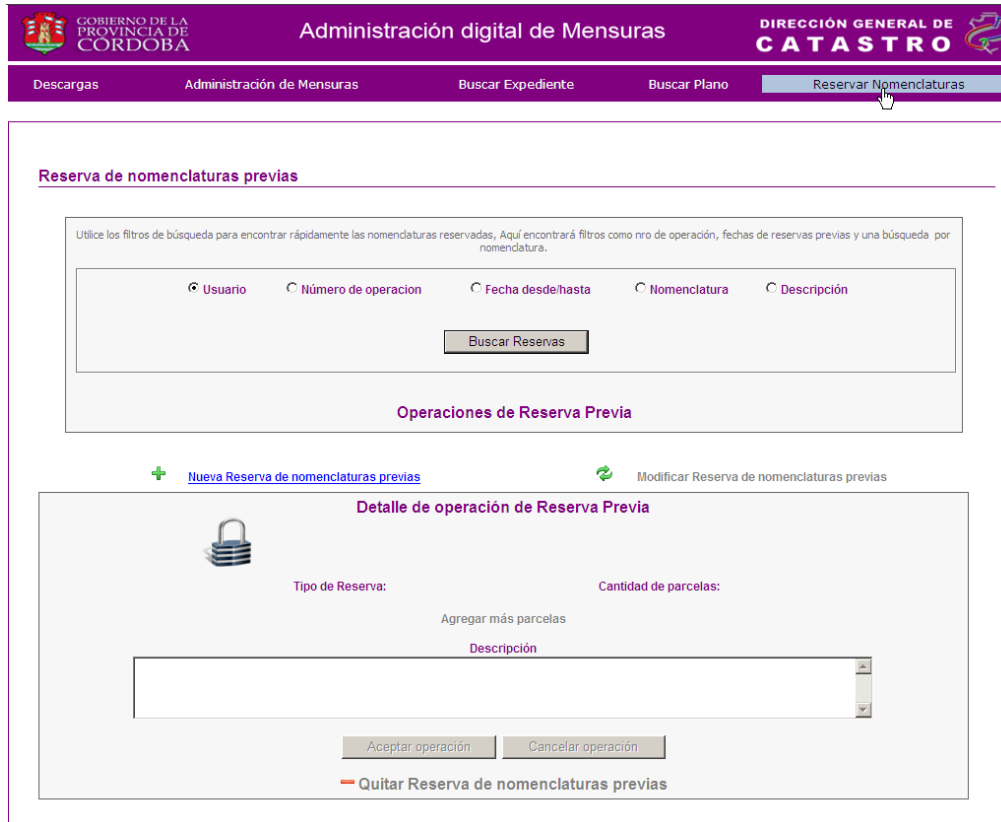 GOBIERNO DE LA
PROVINCIA DE
CÓRDOBA
Administración digital de Mensuras
DIRECCIÓN GENERAL DE
CATASTRO
Descargas Administración de Mensuras Buscar Expediente Buscar Plano Reservar Nomenclaturas
Reserva de nomenclaturas previas
Utilice los filtros de búsqueda para encontrar rápidamente las nomenclaturas reservadas, Aquí encontrará filtros como nro de operación, fechas de reservas previas y una búsqueda por
nomenclatura.
Usuario Número de operacion Fecha desde/hasta Nomenclatura Descripción
Buscar Reservas
Operaciones de Reserva Previa
Nueva Reserva de nomenclaturas previas Modificar Reserva de nomenclaturas previas
Detalle de operación de Reserva Previa
Tipo de Reserva: Cantidad de parcelas:
Agregar más parcelas
Descripción
Aceptar operación Cancelar operación
Quitar Reserva de nomenclaturas previas